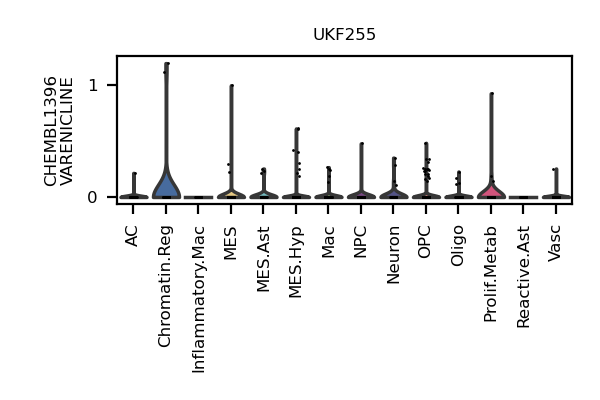 UKF255
CHEMBL1396
VARENICLINE
1
0
AC
Chromatin.Reg
Inflammatory.Mac
MES
MES.Ast
MES.Hyp
Mac
NPC
Neuron
OPC
Oligo
Prolif.Metab
Reactive.Ast
Vasc